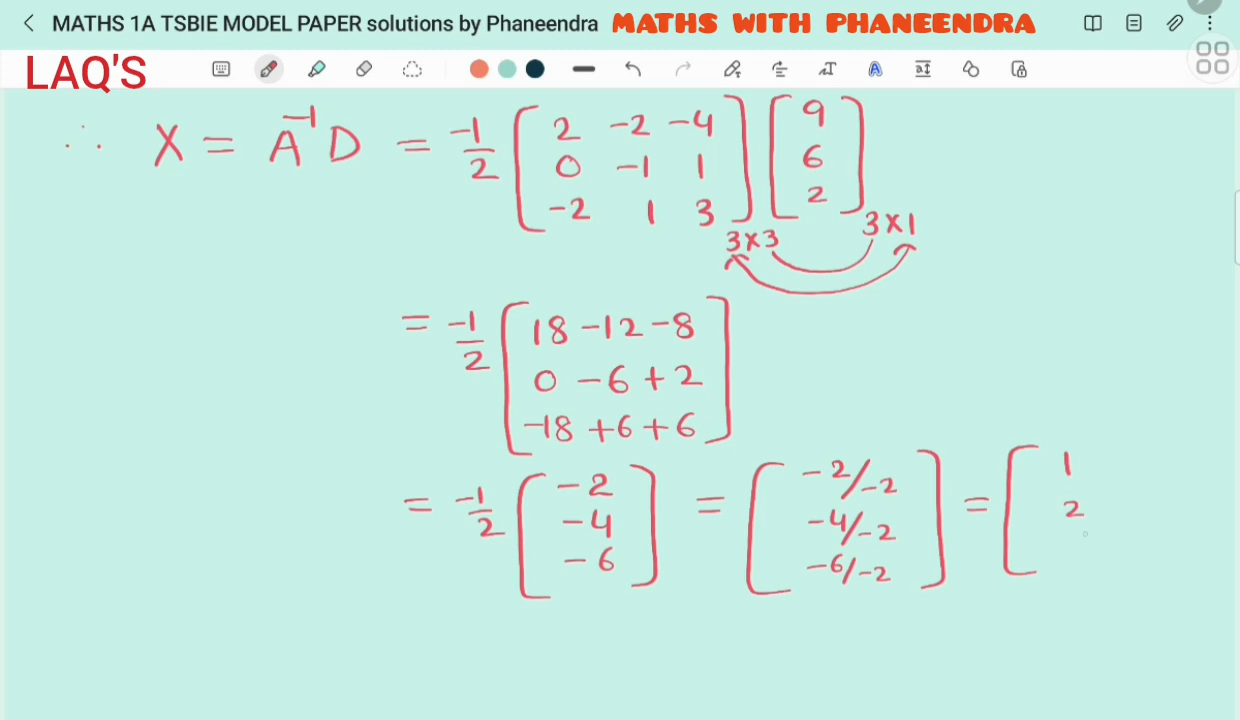 MATHS 1A TSBIE MODEL PAPER solutions by Phaneendra MATHS WITH PHANEENDRA
LAQ'S
∴ X = A⁻¹D = -1/2 [ 2 -2 -4 ] [ 9 ]
0 -1 1 6
-2 1 3 2
3×3 3×1
= -1/2 [ 18 -12 -8 ]
0 -6 +2
-18 +6 +6
= -1/2 [ -2 ] = [ -2/-2 ] = [ 1
-4 -4/-2 2
-6 -6/-2